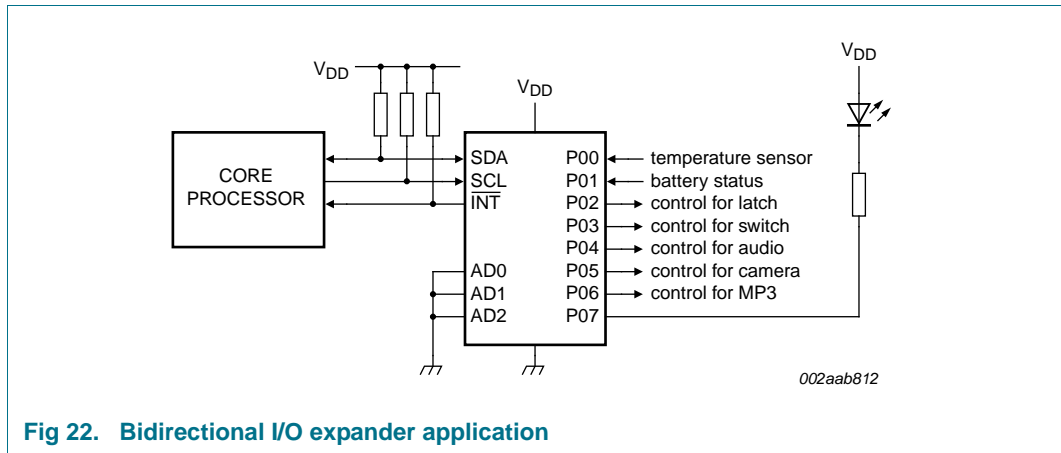 VDD
VDD
VDD
CORE
PROCESSOR
SDA
SCL
INT
AD0
AD1
AD2
P00
P01
P02
P03
P04
P05
P06
P07
temperature sensor
battery status
control for latch
control for switch
control for audio
control for camera
control for MP3
002aab812
Fig 22. Bidirectional I/O expander application